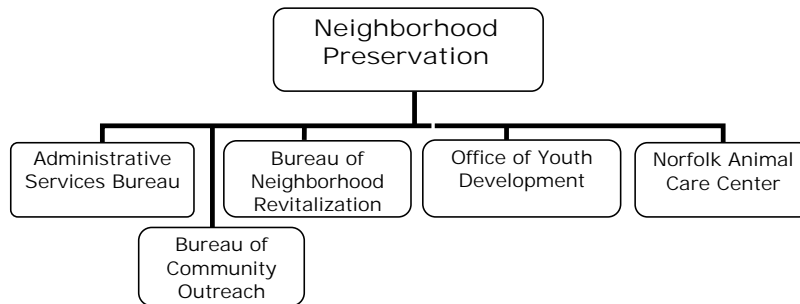 Neighborhood
Preservation
Administrative
Services Bureau
Bureau of
Neighborhood
Revitalization
Office of Youth
Development
Norfolk Animal
Care Center
Bureau of
Community
Outreach